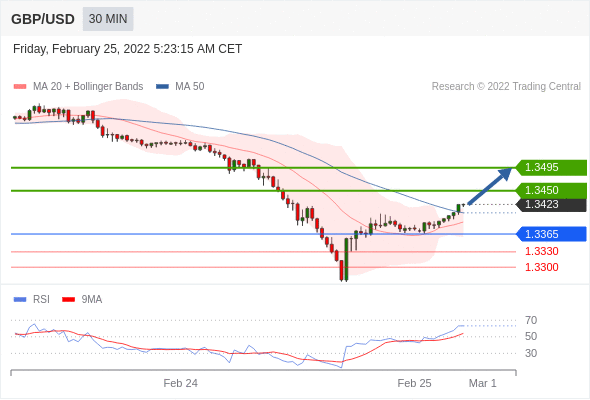 GBP/USD 30 MIN
Friday, February 25, 2022 5:23:15 AM CET
MA 20 + Bollinger Bands MA 50 Research © 2022 Trading Central
1.3495
1.3450
1.3423
1.3365
1.3330
1.3300
RSI 9MA
70
50
30
Feb 24 Feb 25 Mar 1